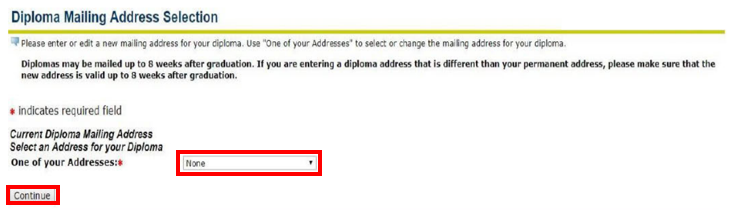 Diploma Mailing Address Selection
Please enter or edit a new mailing address for your diploma. Use "One of your Addresses" to select or change the mailing address for your diploma.
Diplomas may be mailed up to 8 weeks after graduation. If you are entering a diploma address that is different than your permanent address, please make sure that the
new address is valid up to 8 weeks after graduation.
* indicates required field
Current Diploma Mailing Address
Select an Address for your Diploma
One of your Addresses:* None
Continue